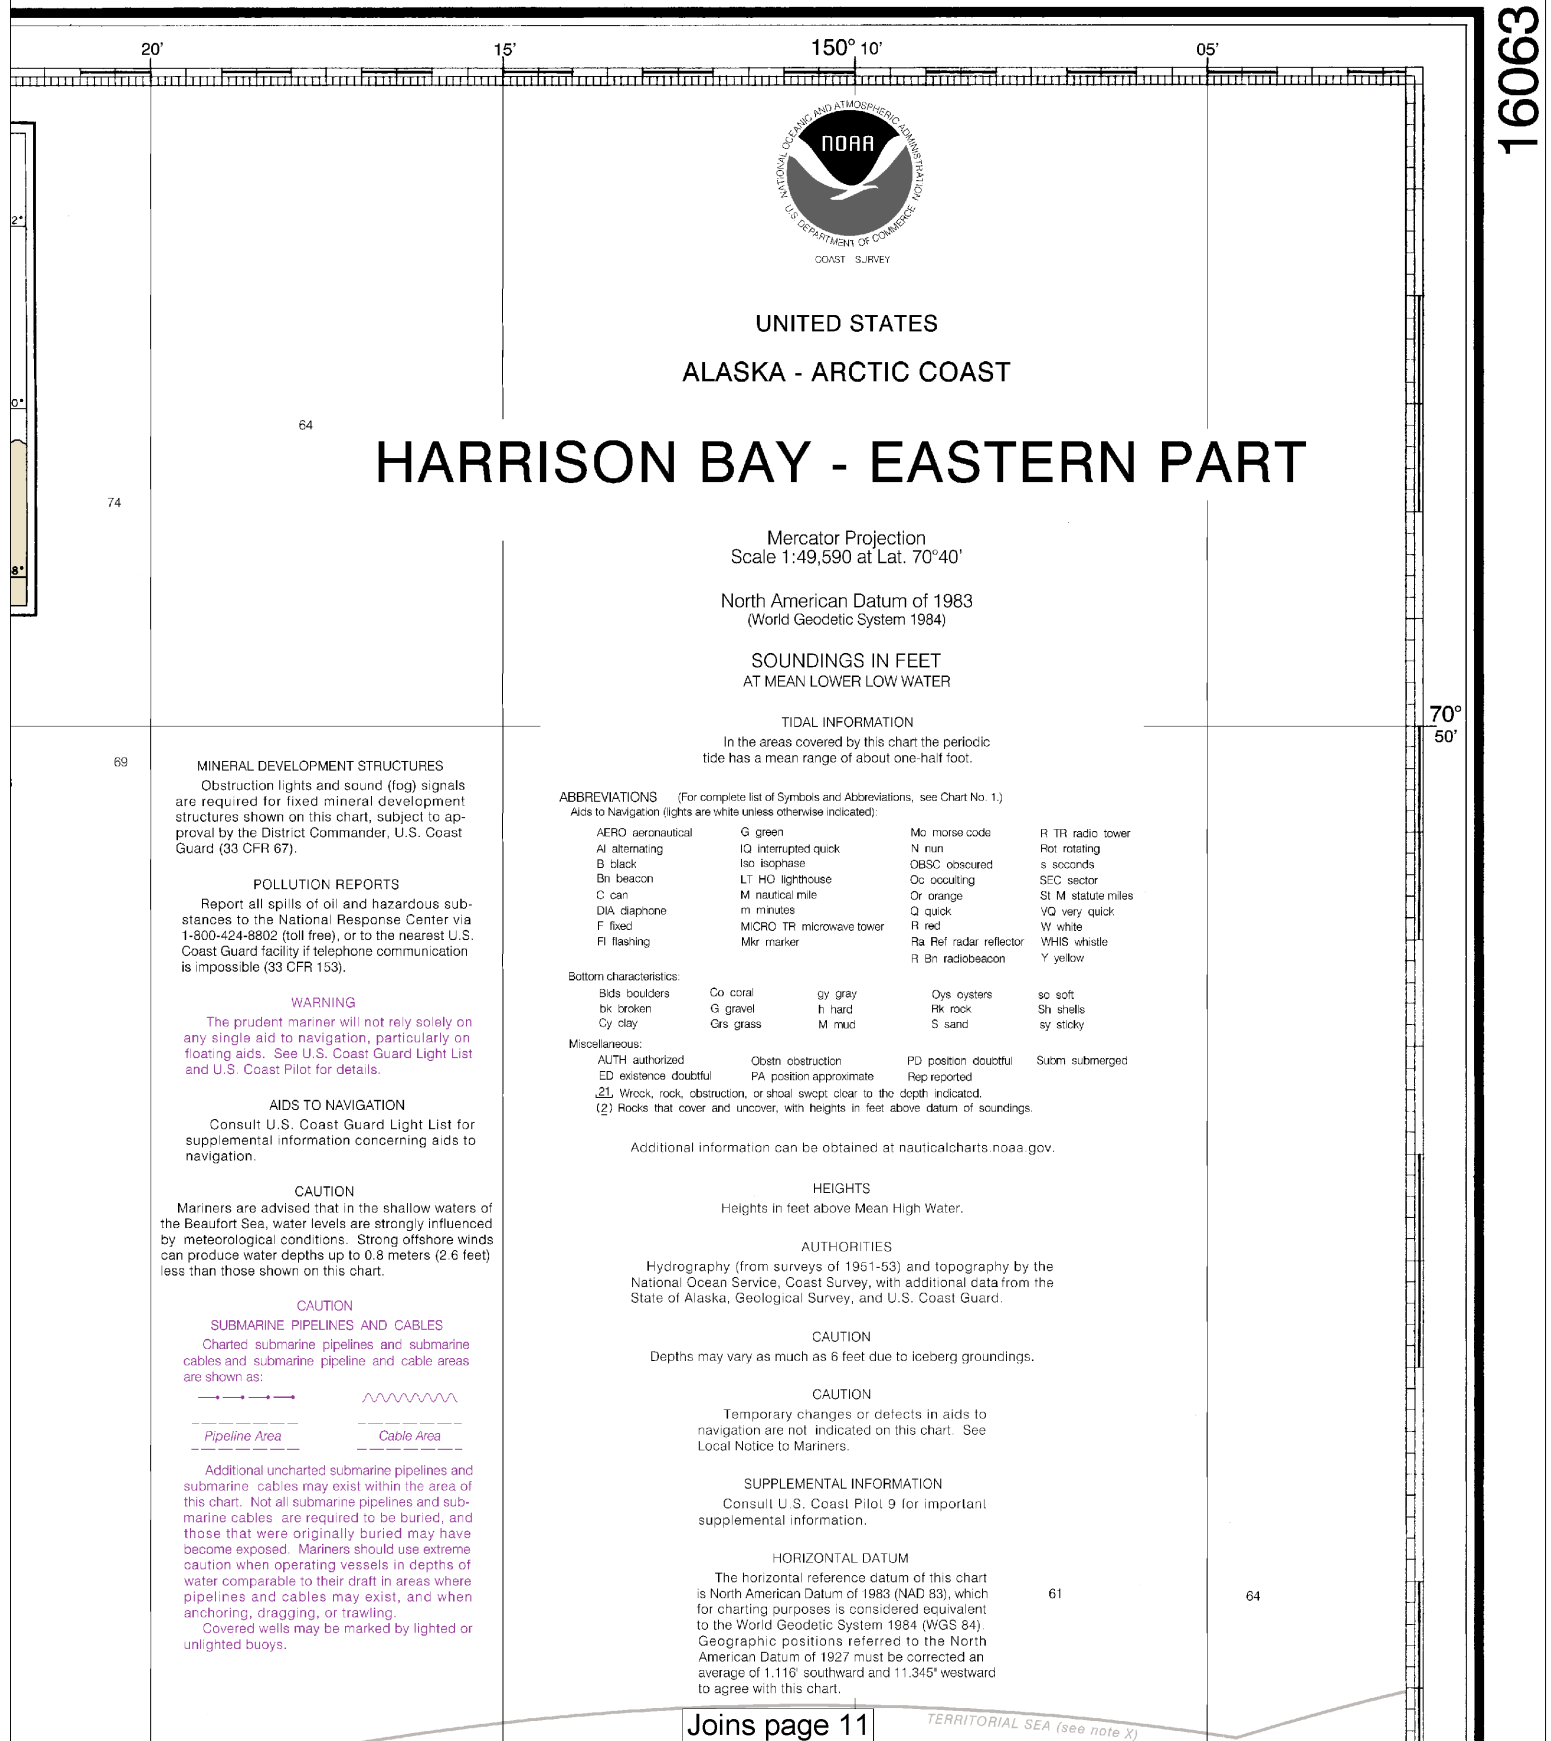 16063
20' 15' 150° 10' 05'
NATIONAL OCEANIC AND ATMOSPHERIC ADMINISTRATION
NOAA
U.S. DEPARTMENT OF COMMERCE
COAST SURVEY
2°
0°
8°
UNITED STATES
ALASKA - ARCTIC COAST
64
HARRISON BAY - EASTERN PART
74
Mercator Projection
Scale 1:49,590 at Lat. 70°40'
North American Datum of 1983
(World Geodetic System 1984)
SOUNDINGS IN FEET
AT MEAN LOWER LOW WATER
70°
50'
69
MINERAL DEVELOPMENT STRUCTURES
Obstruction lights and sound (fog) signals
are required for fixed mineral development
structures shown on this chart, subject to ap-
proval by the District Commander, U.S. Coast
Guard (33 CFR 67).
POLLUTION REPORTS
Report all spills of oil and hazardous sub-
stances to the National Response Center via
1-800-424-8802 (toll free), or to the nearest U.S.
Coast Guard facility if telephone communication
is impossible (33 CFR 153).
WARNING
The prudent mariner will not rely solely on
any single aid to navigation, particularly on
floating aids. See U.S. Coast Guard Light List
and U.S. Coast Pilot for details.
AIDS TO NAVIGATION
Consult U.S. Coast Guard Light List for
supplemental information concerning aids to
navigation.
CAUTION
Mariners are advised that in the shallow waters of
the Beaufort Sea, water levels are strongly influenced
by meteorological conditions. Strong offshore winds
can produce water depths up to 0.8 meters (2.6 feet)
less than those shown on this chart.
CAUTION
SUBMARINE PIPELINES AND CABLES
Charted submarine pipelines and submarine
cables and submarine pipeline and cable areas
are shown as:
Pipeline Area Cable Area
Additional uncharted submarine pipelines and
submarine cables may exist within the area of
this chart. Not all submarine pipelines and sub-
marine cables are required to be buried, and
those that were originally buried may have
become exposed. Mariners should use extreme
caution when operating vessels in depths of
water comparable to their draft in areas where
pipelines and cables may exist, and when
anchoring, dragging, or trawling.
Covered wells may be marked by lighted or
unlighted buoys.
TIDAL INFORMATION
In the areas covered by this chart the periodic
tide has a mean range of about one-half foot.
ABBREVIATIONS (For complete list of Symbols and Abbreviations, see Chart No. 1.)
Aids to Navigation (lights are white unless otherwise indicated):
AERO aeronautical G green Mo morse code R TR radio tower
Al alternating IQ interrupted quick N nun Rot rotating
B black Iso isophase OBSC obscured s seconds
Bn beacon LT HO lighthouse Oc occulting SEC sector
C can M nautical mile Or orange St M statute miles
DIA diaphone m minutes Q quick VQ very quick
F fixed MICRO TR microwave tower R red W white
Fl flashing Mkr marker Ra Ref radar reflector WHIS whistle
R Bn radiobeacon Y yellow
Bottom characteristics:
Blds boulders Co coral gy gray Oys oysters so soft
bk broken G gravel h hard Rk rock Sh shells
Cy clay Grs grass M mud S sand sy sticky
Miscellaneous:
AUTH authorized Obstn obstruction PD position doubtful Subm submerged
ED existence doubtful PA position approximate Rep reported
21 Wreck, rock, obstruction, or shoal swept clear to the depth indicated.
(2) Rocks that cover and uncover, with heights in feet above datum of soundings.
Additional information can be obtained at nauticalcharts.noaa.gov.
HEIGHTS
Heights in feet above Mean High Water.
AUTHORITIES
Hydrography (from surveys of 1951-53) and topography by the
National Ocean Service, Coast Survey, with additional data from the
State of Alaska, Geological Survey, and U.S. Coast Guard.
CAUTION
Depths may vary as much as 6 feet due to iceberg groundings.
CAUTION
Temporary changes or defects in aids to
navigation are not indicated on this chart. See
Local Notice to Mariners.
SUPPLEMENTAL INFORMATION
Consult U.S. Coast Pilot 9 for important
supplemental information.
HORIZONTAL DATUM
The horizontal reference datum of this chart
is North American Datum of 1983 (NAD 83), which
for charting purposes is considered equivalent
to the World Geodetic System 1984 (WGS 84).
Geographic positions referred to the North
American Datum of 1927 must be corrected an
average of 1.116" southward and 11.345" westward
to agree with this chart.
61
64
Joins page 11
TERRITORIAL SEA (see note X)